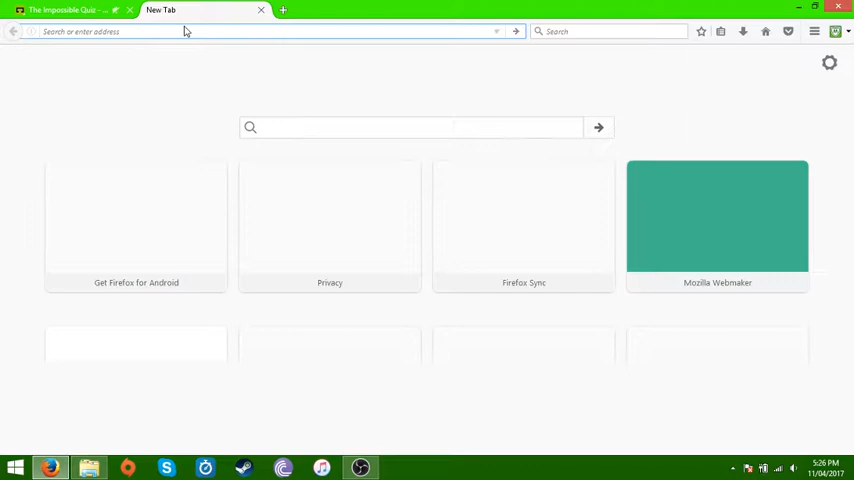 The Impossible Quiz - ...
New Tab
Search or enter address
Search
Get Firefox for Android
Privacy
Firefox Sync
Mozilla Webmaker
5:26 PM
11/04/2017